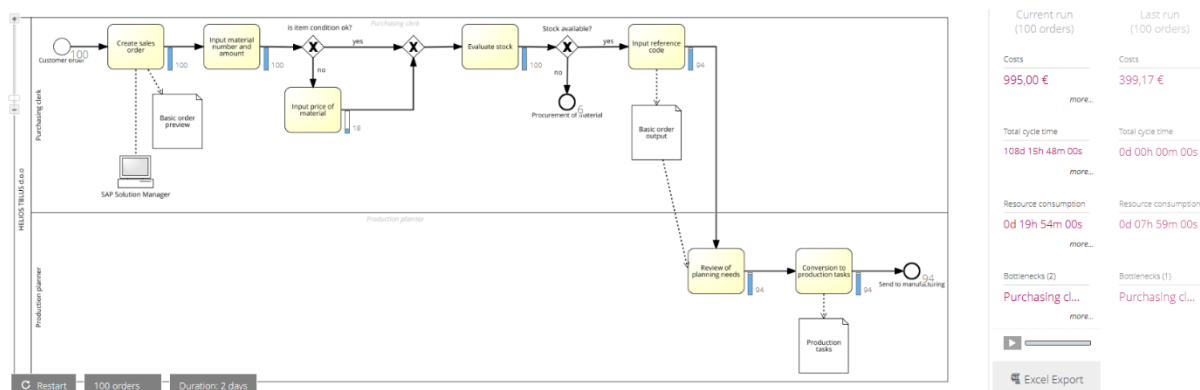 Purchasing clerk
is item condition ok?
Stock available?
Create sales
order
Input material
number and
amount
yes
Evaluate stock
yes
Input reference
code
100
Customer order
100
100
100
94
no
no
Input price of
material
18
6
Procurement of material
Basic order
preview
Basic order
output
SAP Solution Manager
Purchasing clerk
HELIOS TBLUS d.o.o
Production planner
Production planner
Review of
planning needs
94
Conversion to
production tasks
94
94
Send to manufacturing
Production
tasks
Restart
100 orders
Duration: 2 days
Current run
(100 orders)
Last run
(100 orders)
Costs
Costs
995,00 €
399,17 €
more...
Total cycle time
Total cycle time
108d 15h 48m 00s
0d 00h 00m 00s
more...
Resource consumption
Resource consumption
0d 19h 54m 00s
0d 07h 59m 00s
more...
Bottlenecks (2)
Bottlenecks (1)
Purchasing cl...
Purchasing cl...
more...
Excel Export